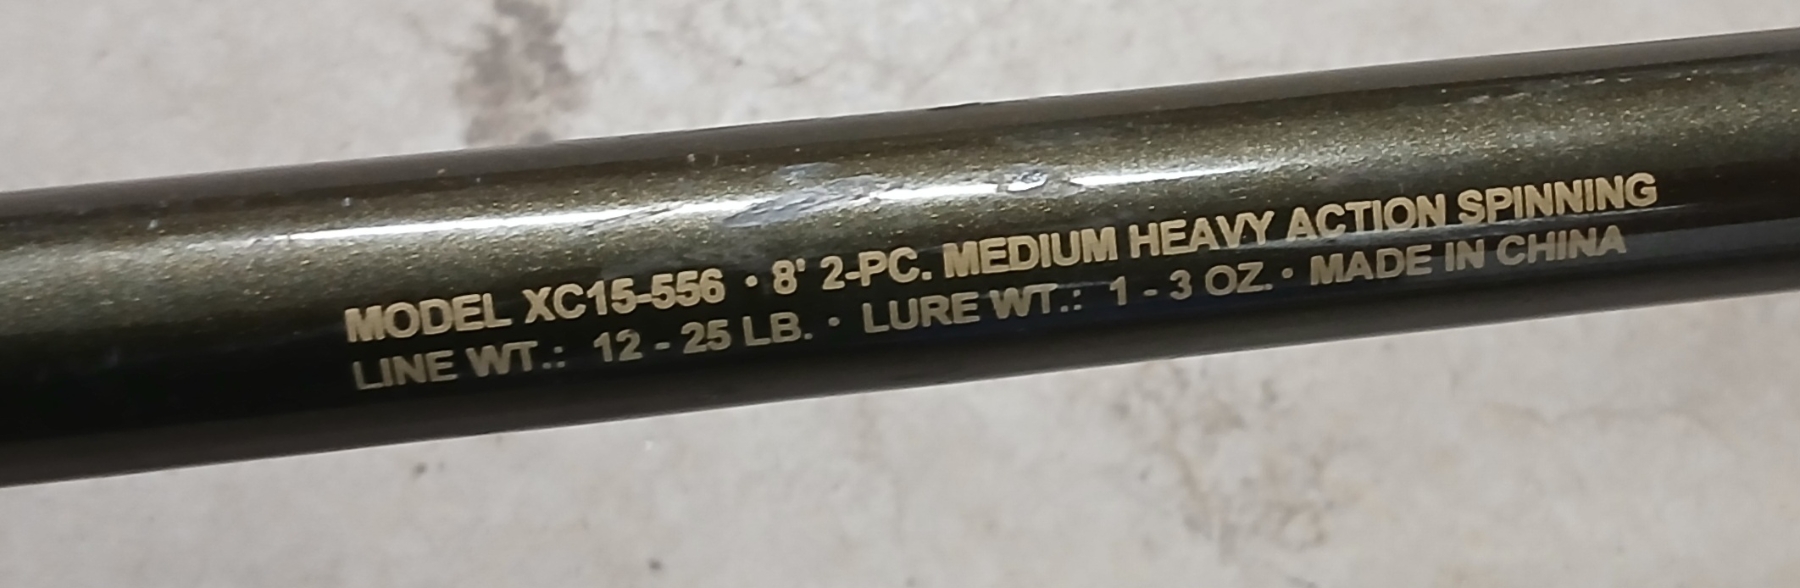 MODEL XC15-556 • 8' 2-PC. MEDIUM HEAVY ACTION SPINNING
LINE WT.: 12 - 25 LB. • LURE WT.: 1 - 3 OZ. • MADE IN CHINA